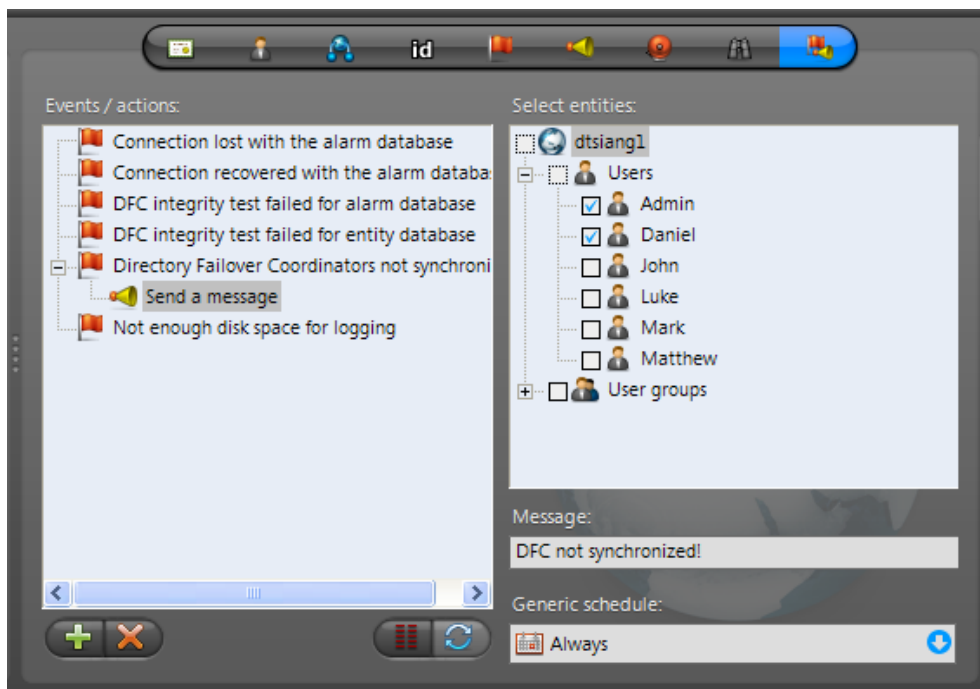 id
Events / actions:
Connection lost with the alarm database
Connection recovered with the alarm databa
DFC integrity test failed for alarm database
DFC integrity test failed for entity database
Directory Failover Coordinators not synchroni
Send a message
Not enough disk space for logging
Select entities:
dtsiang1
Users
Admin
Daniel
John
Luke
Mark
Matthew
User groups
Message:
DFC not synchronized!
Generic schedule:
Always